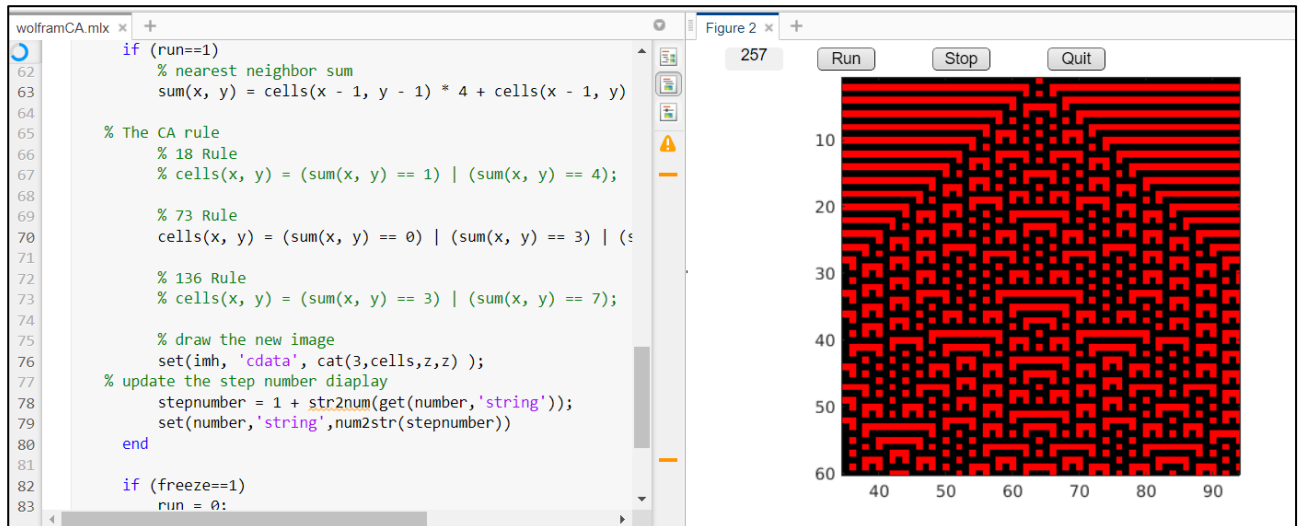 wolframCA.mlx × +
if (run==1)
62 % nearest neighbor sum
63 sum(x, y) = cells(x - 1, y - 1) * 4 + cells(x - 1, y)
64
65 % The CA rule
66 % 18 Rule
67 % cells(x, y) = (sum(x, y) == 1) | (sum(x, y) == 4);
68
69 % 73 Rule
70 cells(x, y) = (sum(x, y) == 0) | (sum(x, y) == 3) | (s
71
72 % 136 Rule
73 % cells(x, y) = (sum(x, y) == 3) | (sum(x, y) == 7);
74
75 % draw the new image
76 set(imh, 'cdata', cat(3,cells,z,z) );
77 % update the step number diaplay
78 stepnumber = 1 + str2num(get(number,'string'));
79 set(number,'string',num2str(stepnumber))
80 end
81
82 if (freeze==1)
83 run = 0;
Figure 2 × +
257 Run Stop Quit
10
20
30
40
50
60
40 50 60 70 80 90